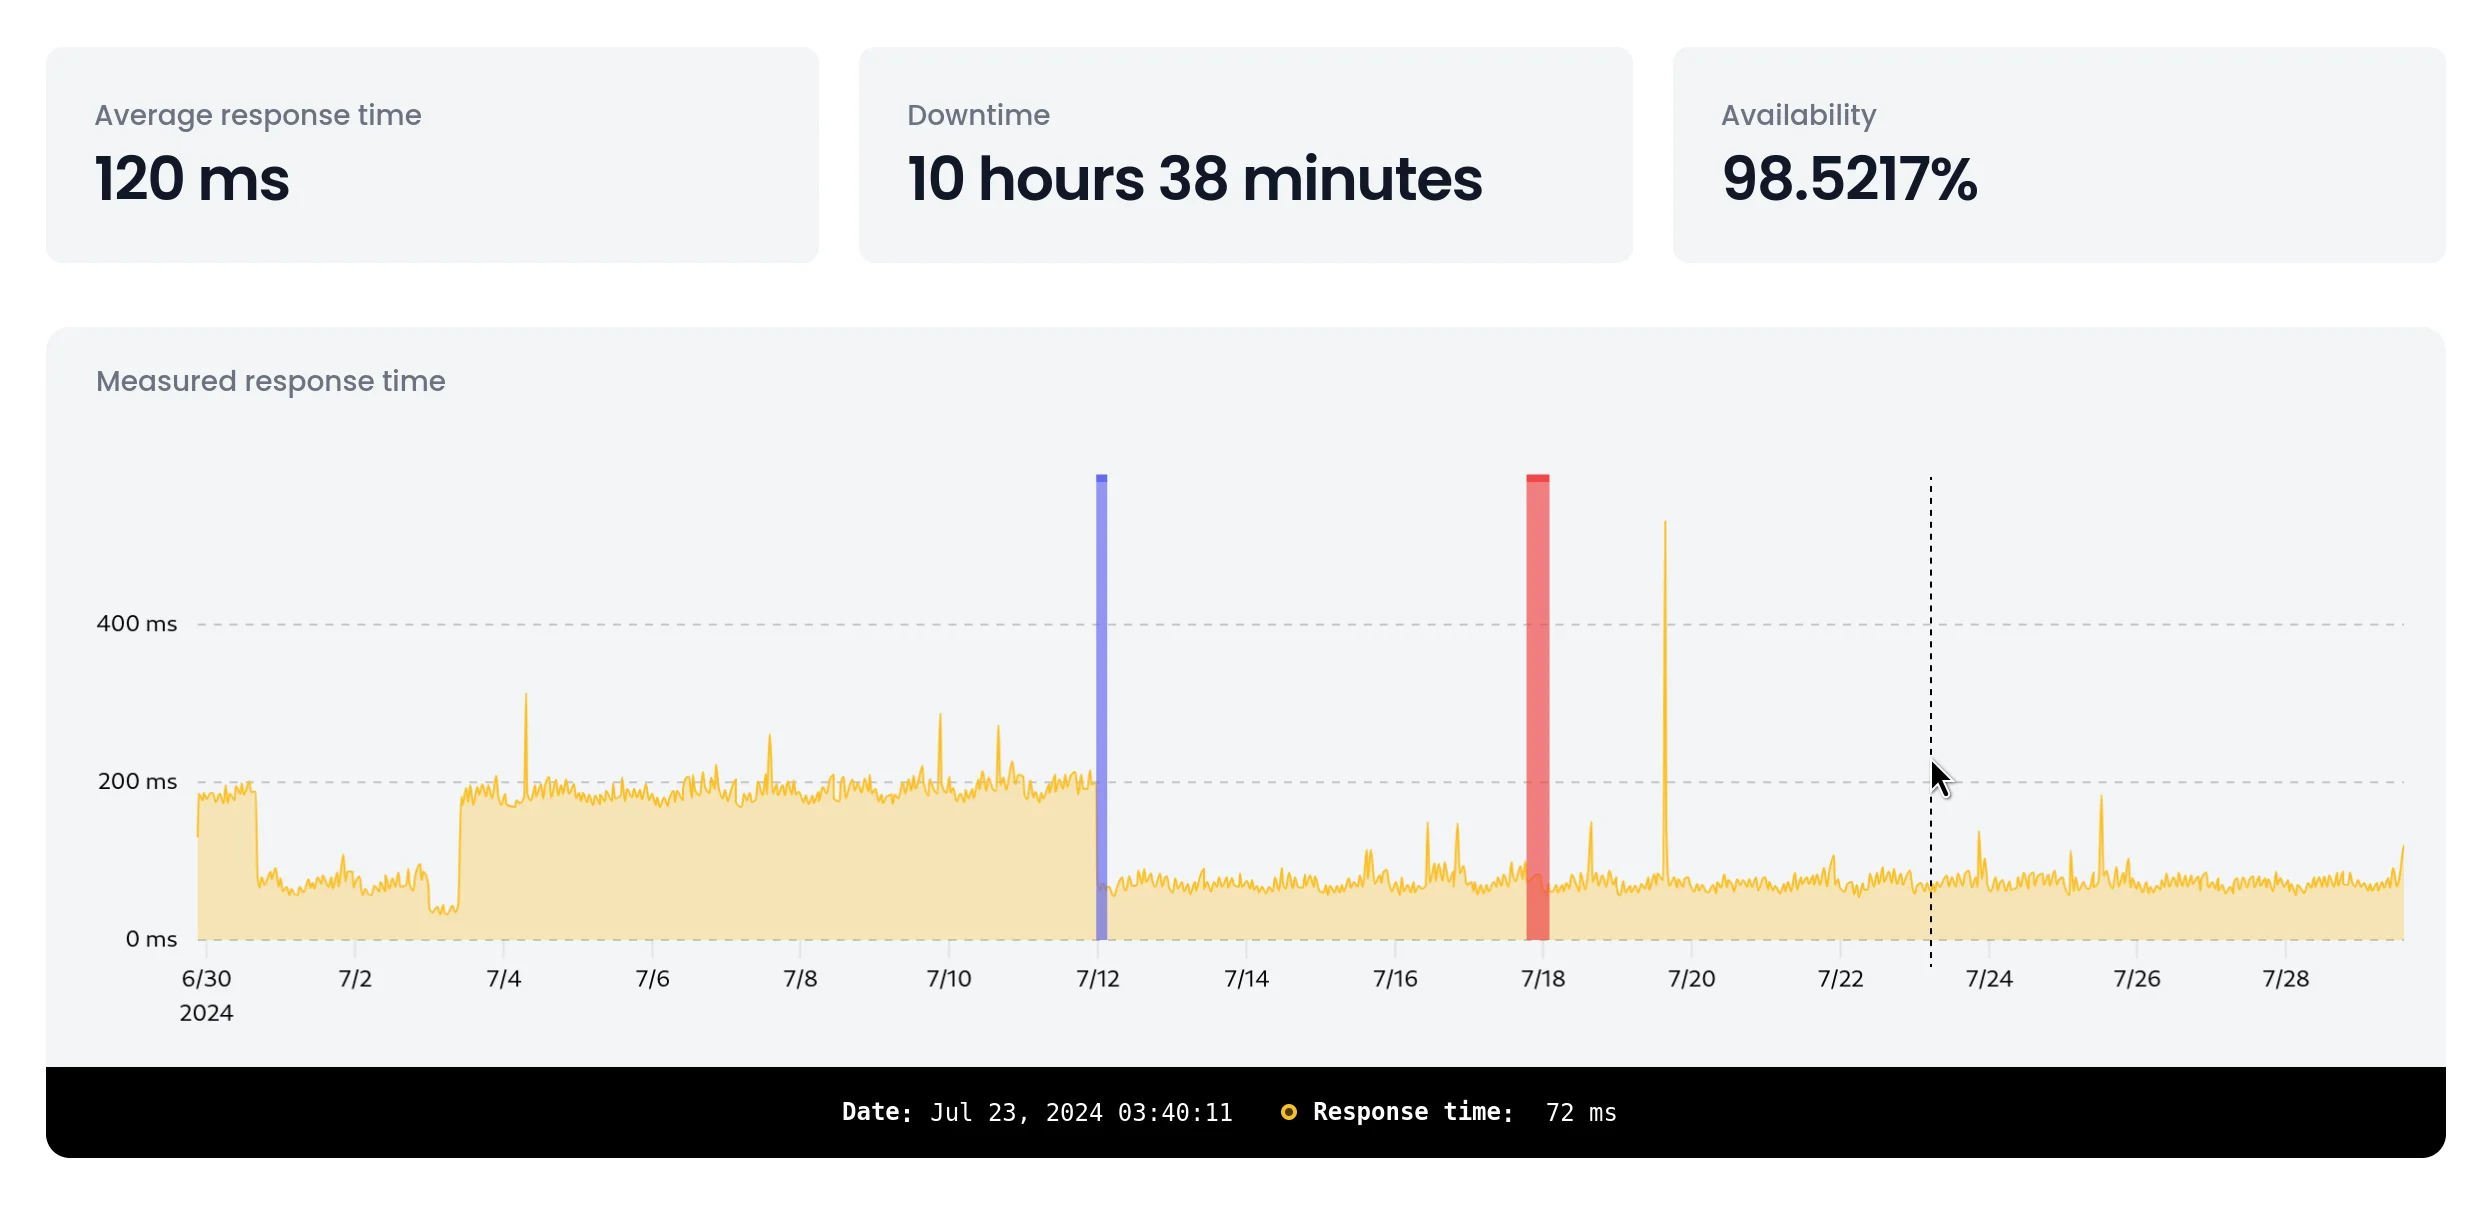 Average response time
120 ms
Downtime
10 hours 38 minutes
Availability
98.5217%
Measured response time
400 ms
200 ms
0 ms
6/30 7/2 7/4 7/6 7/8 7/10 7/12 7/14 7/16 7/18 7/20 7/22 7/24 7/26 7/28
2024
Date: Jul 23, 2024 03:40:11 Response time: 72 ms